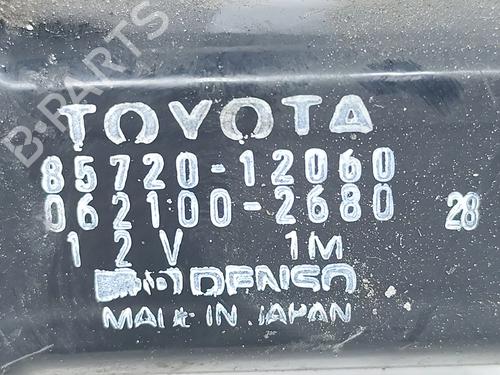 B-PARTS
TOYOTA
85720-12060
062100-2680 28
12V 1M
DENSO
MADE IN JAPAN